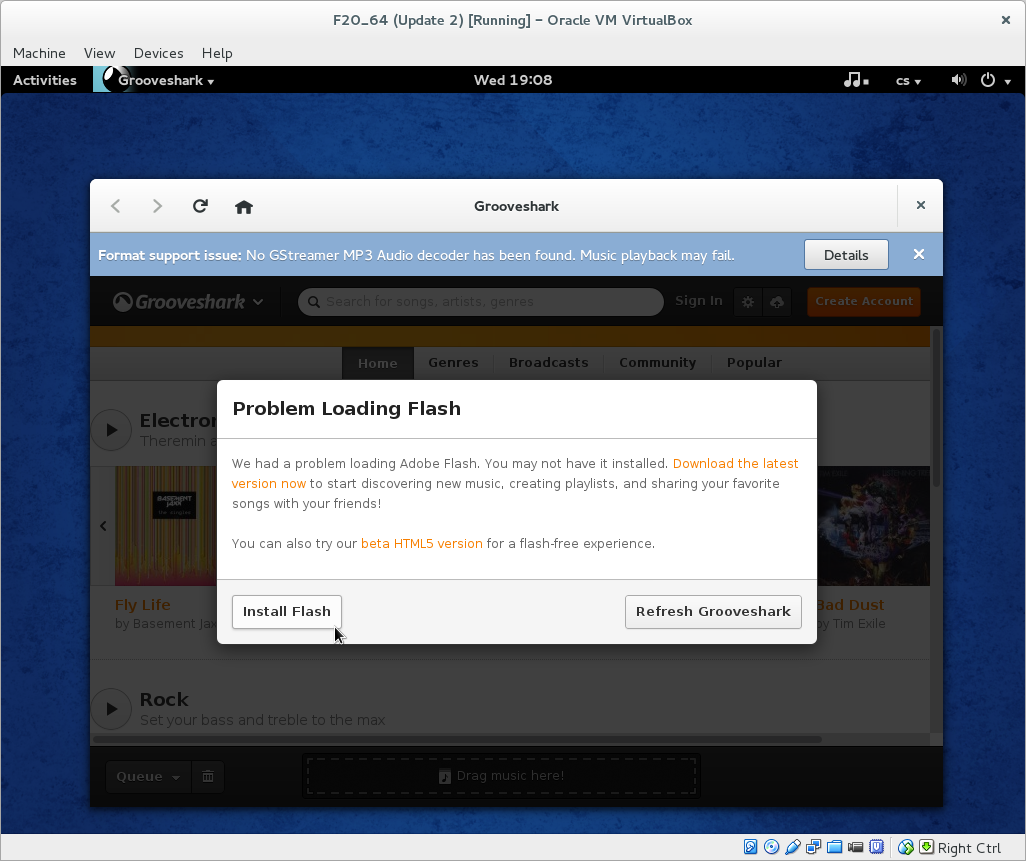 F20_64 (Update 2) [Running] – Oracle VM VirtualBox
Machine View Devices Help
Activities Grooveshark Wed 19:08 cs
Grooveshark
Format support issue: No GStreamer MP3 Audio decoder has been found. Music playback may fail. Details
Grooveshark Search for songs, artists, genres Sign In Create Account
Home Genres Broadcasts Community Popular
Problem Loading Flash
Electron
Theremin a
We had a problem loading Adobe Flash. You may not have it installed. Download the latest
version now to start discovering new music, creating playlists, and sharing your favorite
songs with your friends!
BASEMENT
JAXX
You can also try our beta HTML5 version for a flash-free experience.
Install Flash Refresh Grooveshark
Fly Life Bad Dust
by Basement Jax by Tim Exile
Rock
Set your bass and treble to the max
Queue Drag music here!
Right Ctrl